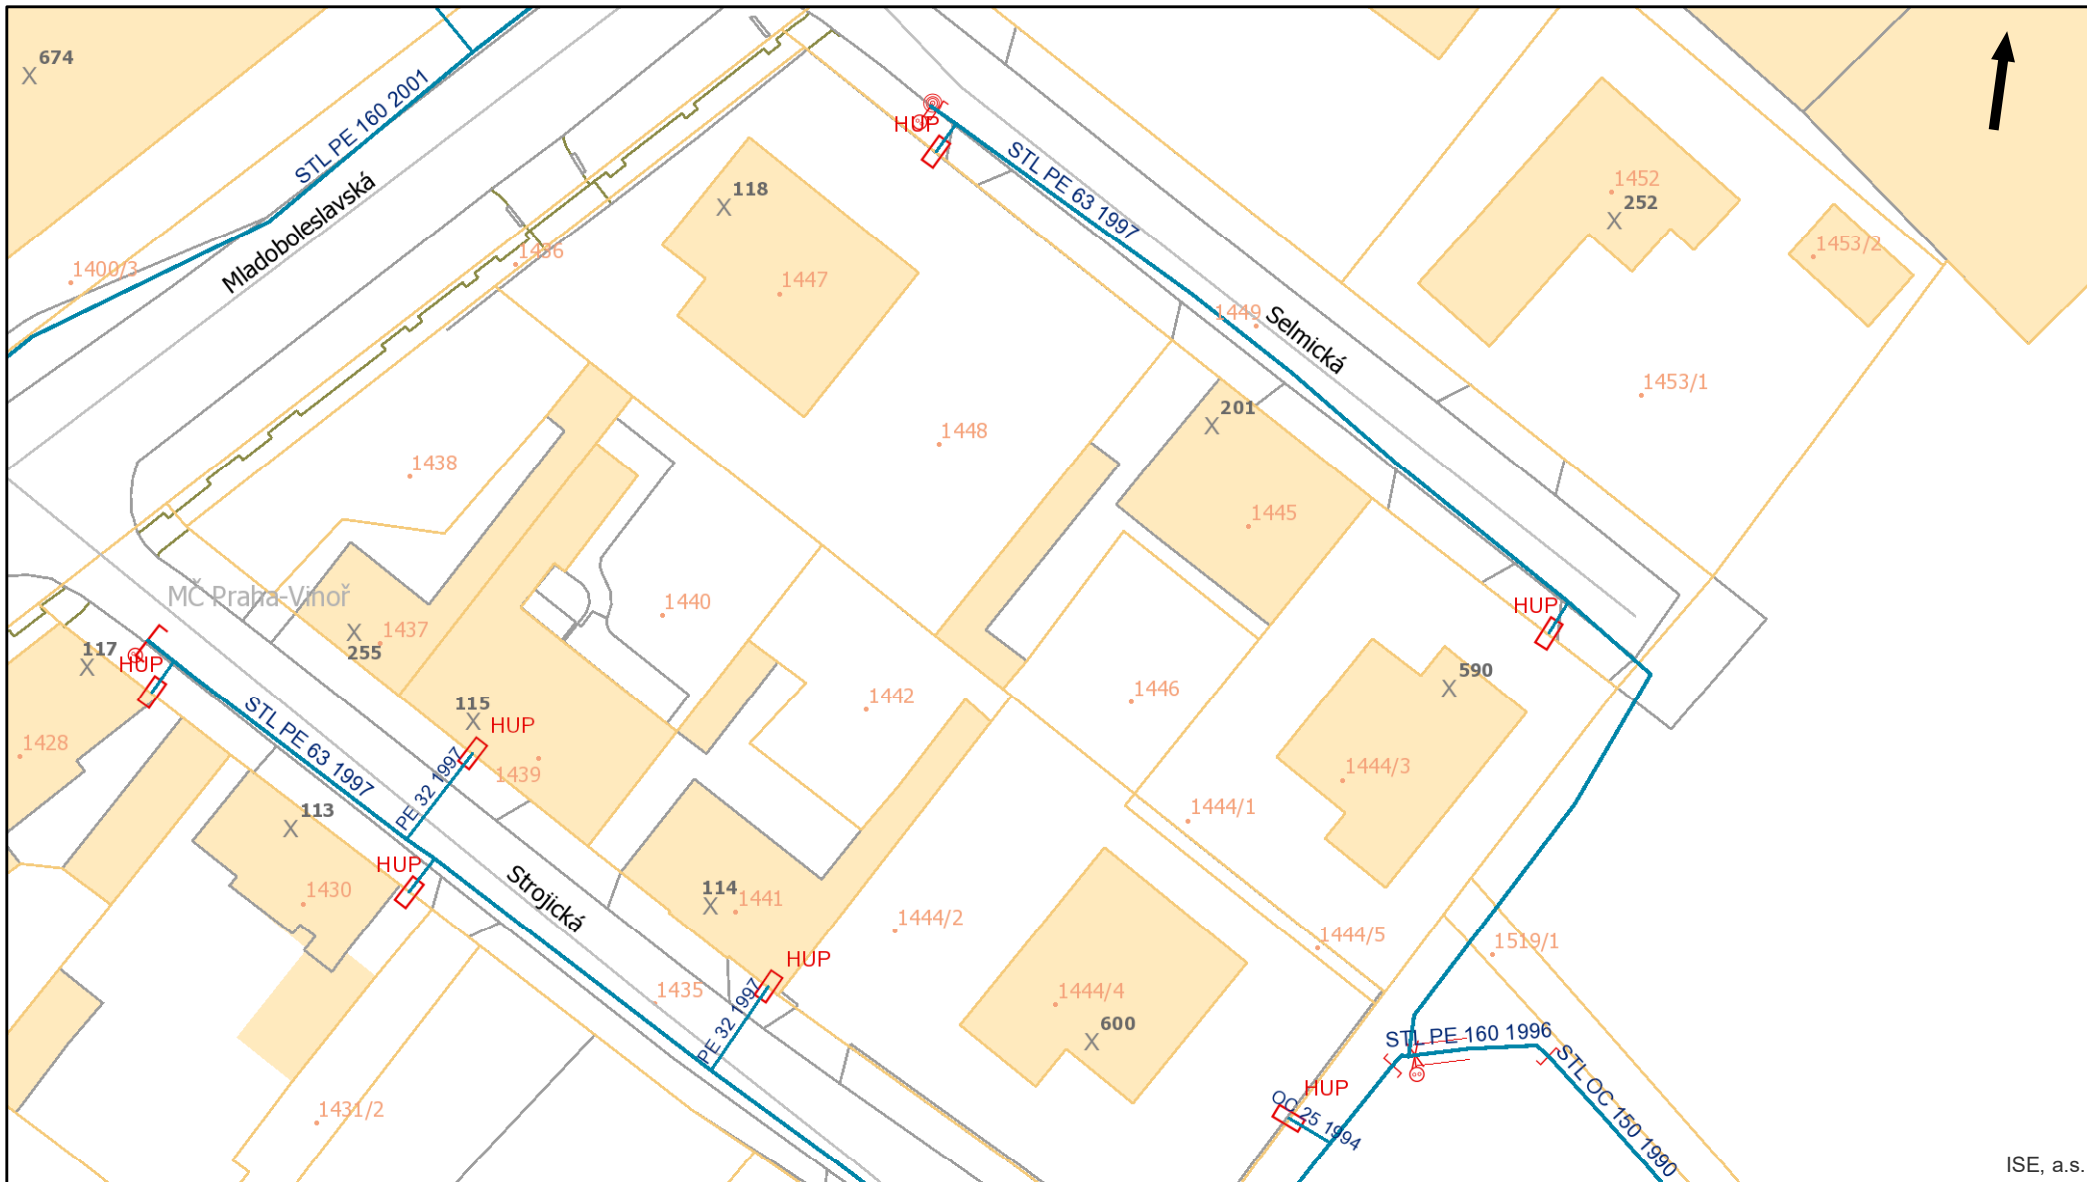 674
STL PE 160 2001
HUP
118
STL PE 63 1997
1452
252
1453/2
Mladoboleslavská
1400/3
1436
1447
1449
Selmická
1453/1
201
1448
1438
1445
MČ Praha-Vinoř
1440
HUP
1437
255
117
HUP
590
1446
1442
115
HUP
STL PE 63 1997
1428
1439
PE 32 1997
1444/3
113
1444/1
HUP
1430
Strojická
114
1441
1444/2
1444/5
1519/1
HUP
1435
PE 32 1997
1444/4
600
STL PE 160 1996
STL OC 150 1990
HUP
OC 25 1994
1431/2
ISE, a.s.